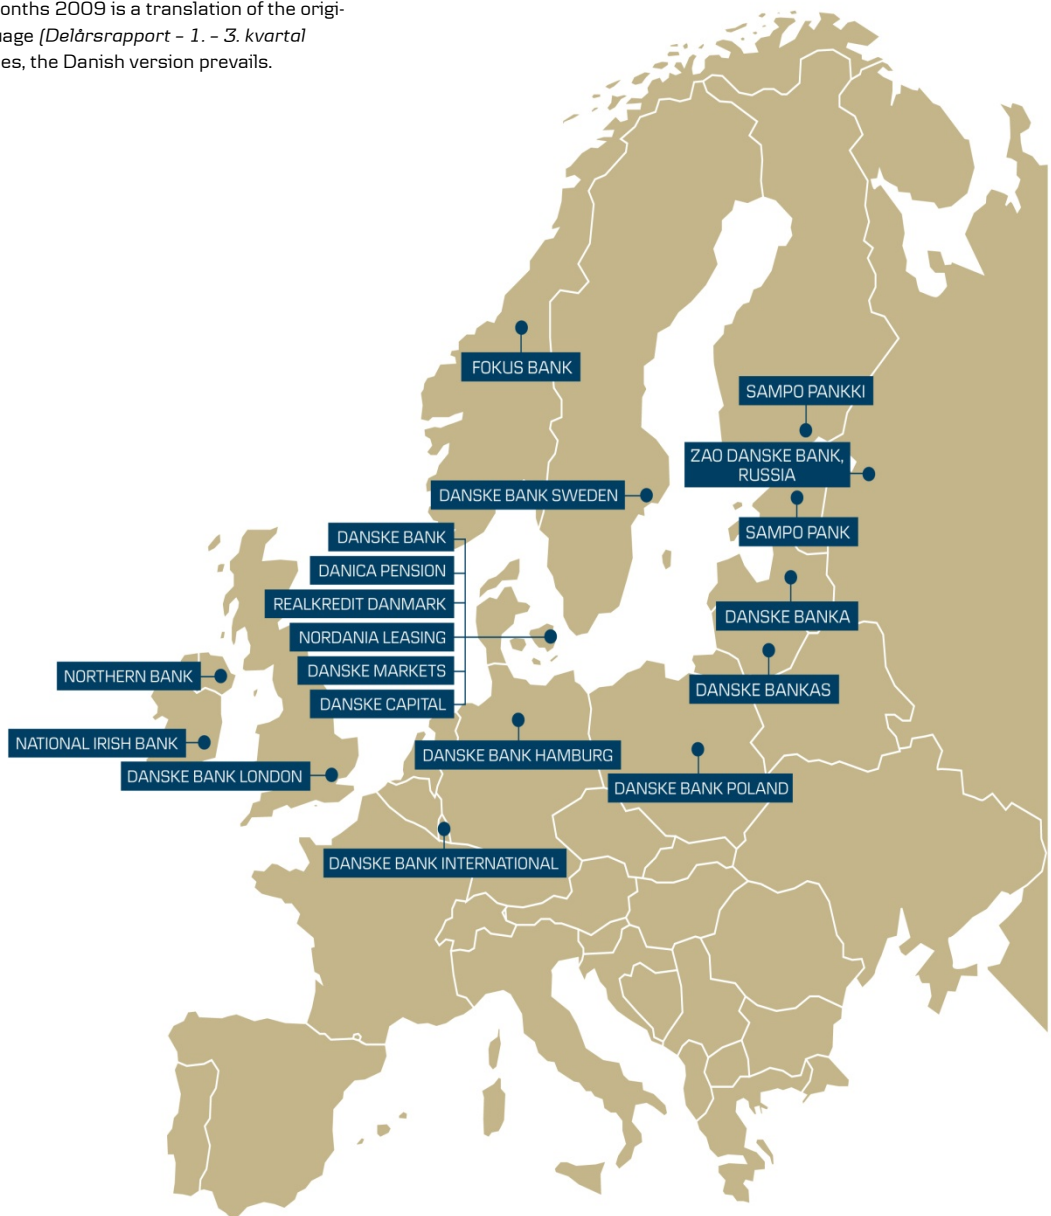 onths 2009 is a translation of the origi-
uage (Delårsrapport – 1. – 3. kvartal
es, the Danish version prevails.
FOKUS BANK
SAMPO PANKKI
ZAO DANSKE BANK,
RUSSIA
DANSKE BANK SWEDEN
SAMPO PANK
DANSKE BANK
DANICA PENSION
REALKREDIT DANMARK
NORDANIA LEASING
DANSKE MARKETS
DANSKE CAPITAL
DANSKE BANKA
NORTHERN BANK
DANSKE BANKAS
NATIONAL IRISH BANK
DANSKE BANK HAMBURG
DANSKE BANK LONDON
DANSKE BANK POLAND
DANSKE BANK INTERNATIONAL